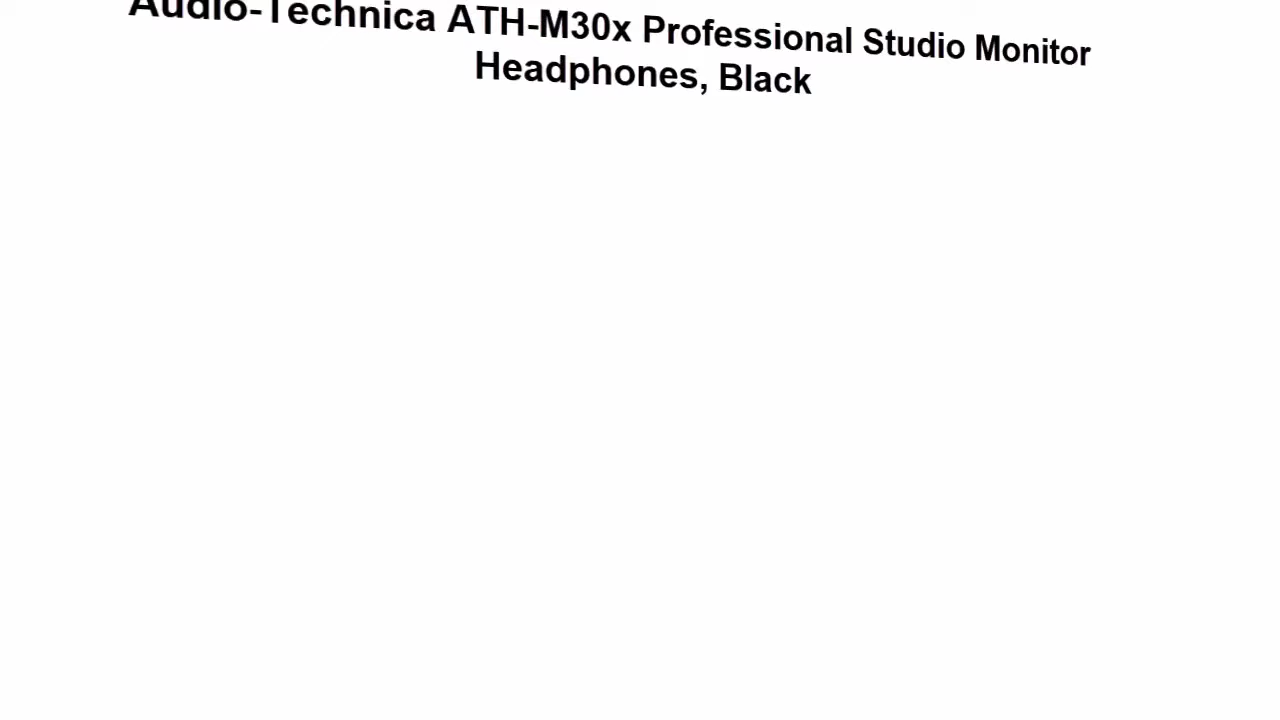 Audio-Technica ATH-M30x Professional Studio Monitor
Headphones, Black